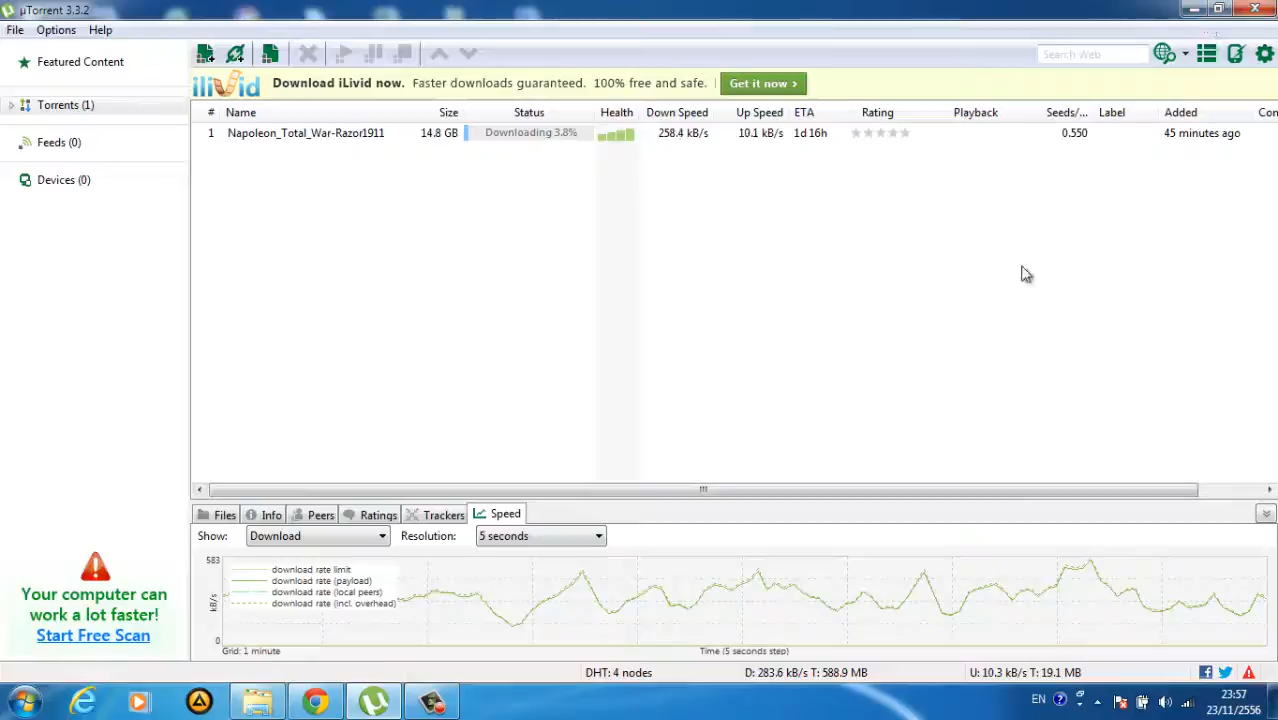 µTorrent 3.3.2
File Options Help
Featured Content
Torrents (1)
Feeds (0)
Devices (0)
Search Web
iLivid Download iLivid now. Faster downloads guaranteed. 100% free and safe. Get it now >
# Name Size Status Health Down Speed Up Speed ETA Rating Playback Seeds/... Label Added Con
1 Napoleon_Total_War-Razor1911 14.8 GB Downloading 3.8% 258.4 kB/s 10.1 kB/s 1d 16h 0.550 45 minutes ago
Files Info Peers Ratings Trackers Speed
Show: Download Resolution: 5 seconds
583
kB/s
0
download rate limit
download rate (payload)
download rate (local peers)
download rate (incl. overhead)
Grid: 1 minute Time (5 seconds step)
Your computer can
work a lot faster!
Start Free Scan
DHT: 4 nodes D: 283.6 kB/s T: 588.9 MB U: 10.3 kB/s T: 19.1 MB
EN 23:57
23/11/2556